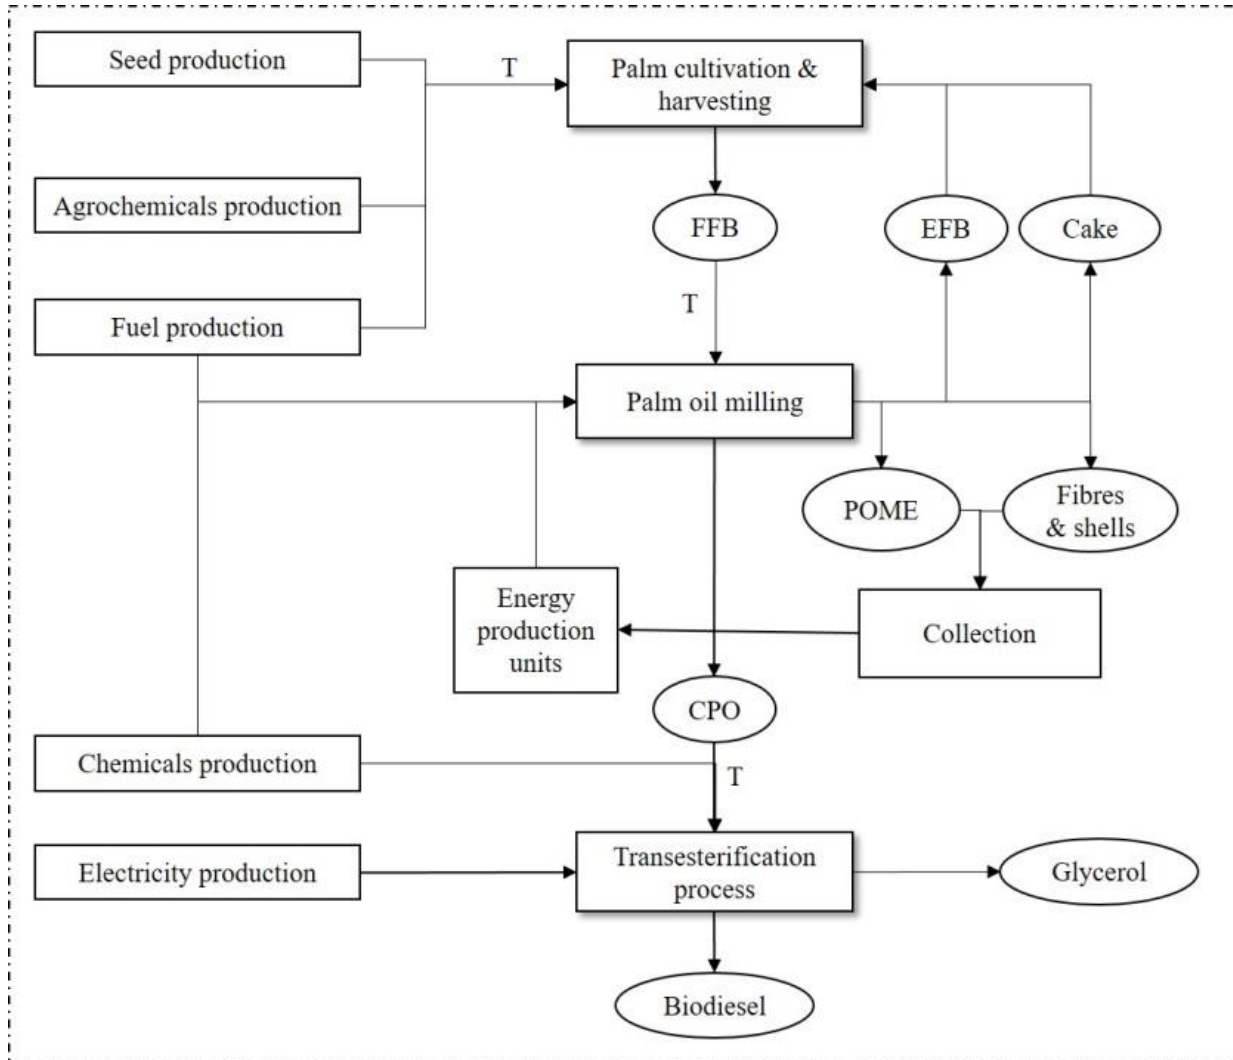 Seed production
T
Palm cultivation &
harvesting
Agrochemicals production
FFB
EFB
Cake
Fuel production
T
Palm oil milling
POME
Fibres
& shells
Energy
production
units
Collection
CPO
Chemicals production
T
Electricity production
Transesterification
process
Glycerol
Biodiesel